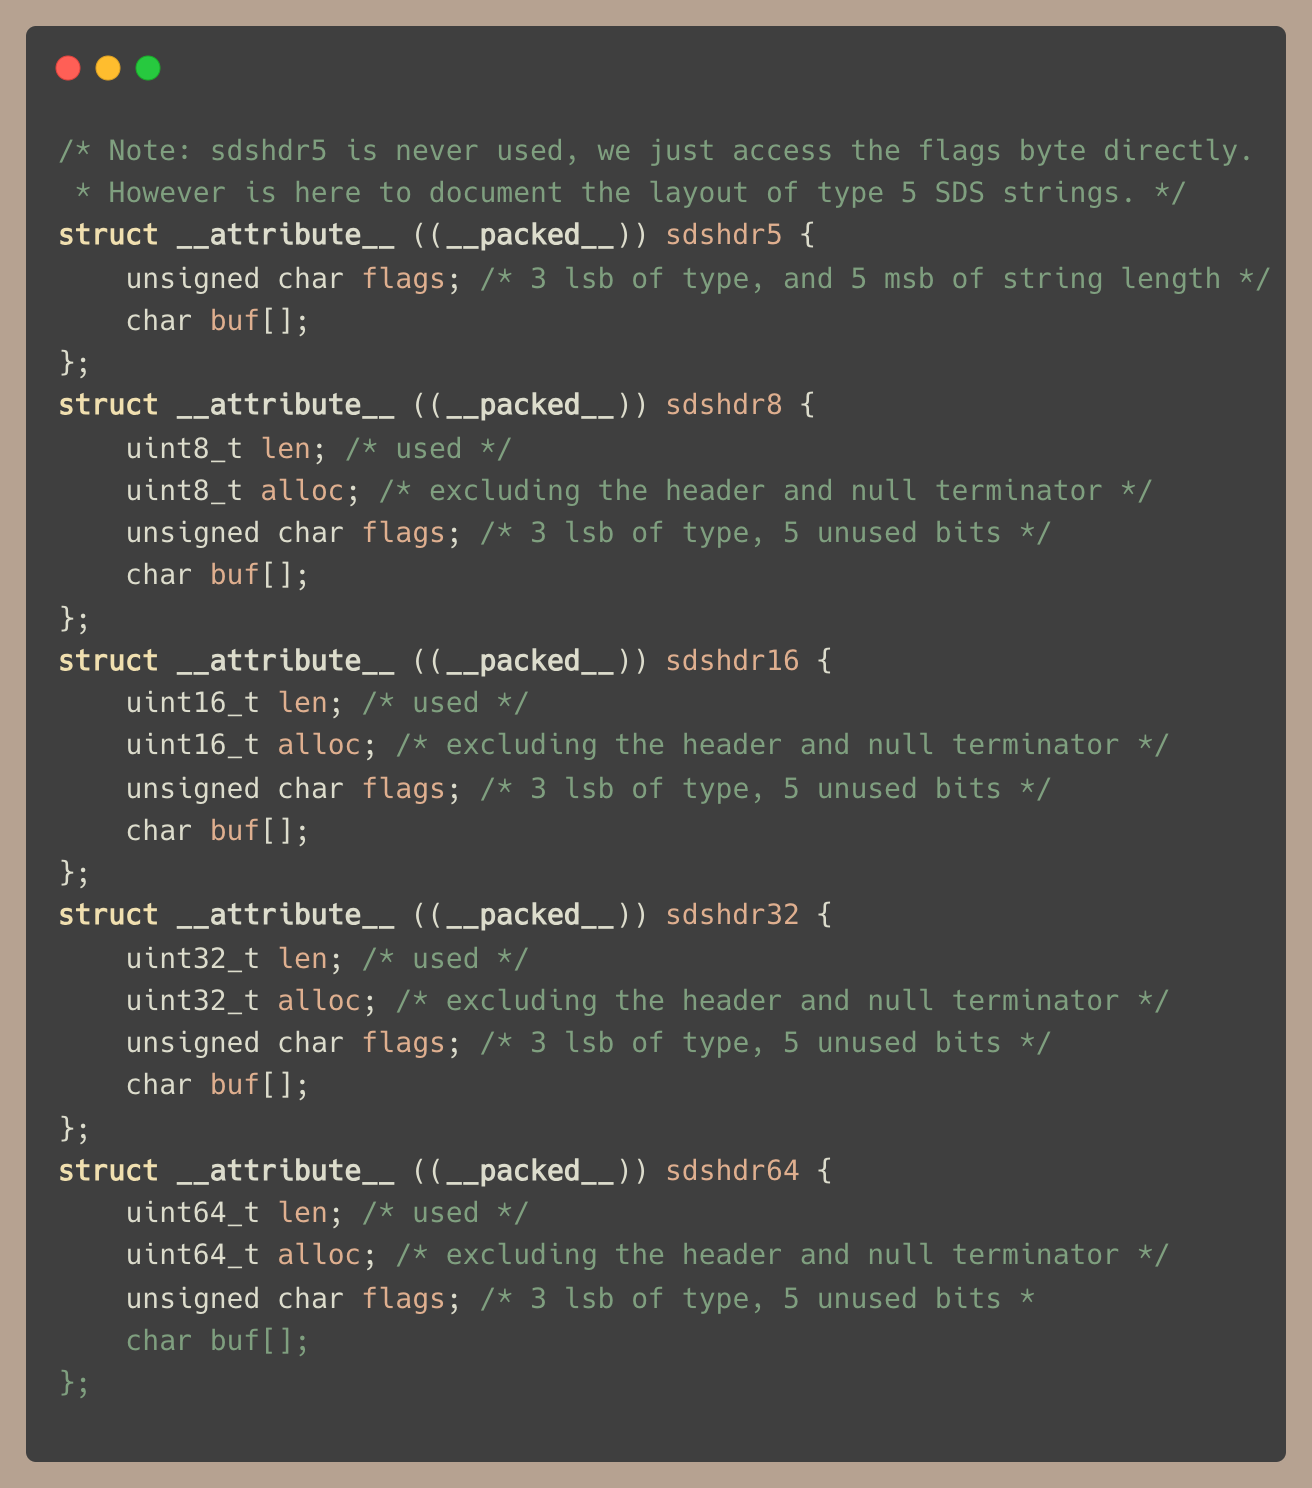 /* Note: sdshdr5 is never used, we just access the flags byte directly.
 * However is here to document the layout of type 5 SDS strings. */
struct __attribute__ ((__packed__)) sdshdr5 {
    unsigned char flags; /* 3 lsb of type, and 5 msb of string length */
    char buf[];
};
struct __attribute__ ((__packed__)) sdshdr8 {
    uint8_t len; /* used */
    uint8_t alloc; /* excluding the header and null terminator */
    unsigned char flags; /* 3 lsb of type, 5 unused bits */
    char buf[];
};
struct __attribute__ ((__packed__)) sdshdr16 {
    uint16_t len; /* used */
    uint16_t alloc; /* excluding the header and null terminator */
    unsigned char flags; /* 3 lsb of type, 5 unused bits */
    char buf[];
};
struct __attribute__ ((__packed__)) sdshdr32 {
    uint32_t len; /* used */
    uint32_t alloc; /* excluding the header and null terminator */
    unsigned char flags; /* 3 lsb of type, 5 unused bits */
    char buf[];
};
struct __attribute__ ((__packed__)) sdshdr64 {
    uint64_t len; /* used */
    uint64_t alloc; /* excluding the header and null terminator */
    unsigned char flags; /* 3 lsb of type, 5 unused bits *
    char buf[];
};